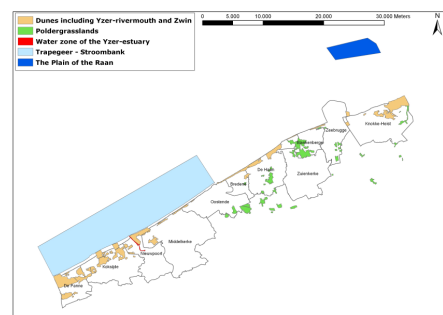 Dunes including Yzer-rivermouth and Zwin
Poldergrasslands
Water zone of the Yzer-estuary
Trapegeer - Stroombank
The Plain of the Raan
0 5.000 10.000 20.000 30.000 Meters
N
Knokke-Heist
Zeebrugge
Blankenberge
De Haan
Zuienkerke
Bredene
Oostende
Middelkerke
Nieuwpoort
Koksijde
De Panne